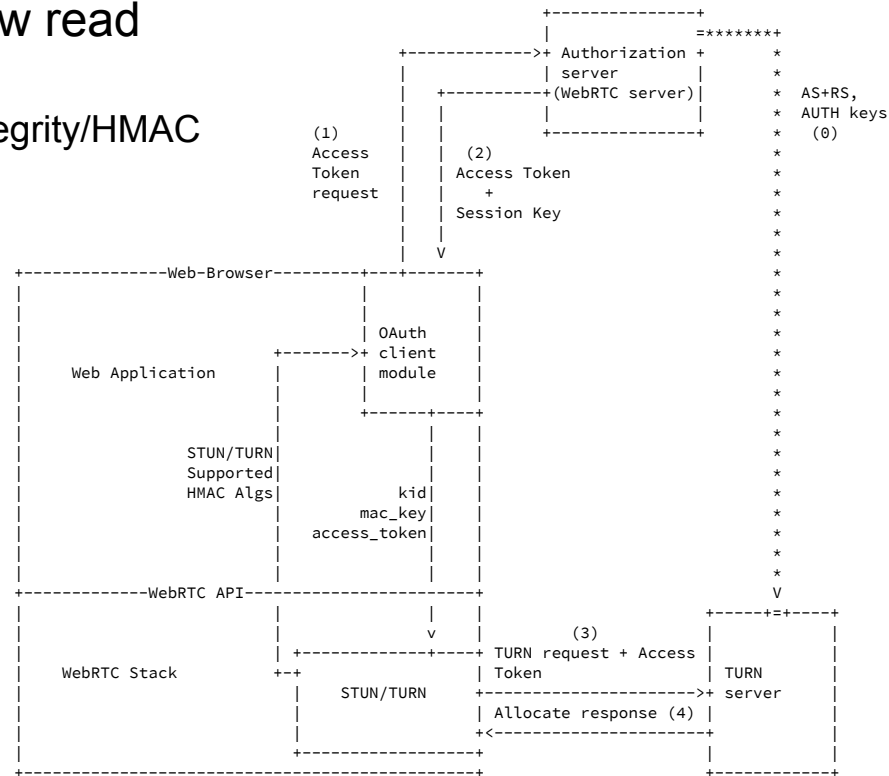 w read
egrity/HMAC
Authorization
server
(WebRTC server)
AS+RS,
AUTH keys
(0)
(1)
Access
Token
request
(2)
Access Token
+
Session Key
Web-Browser
OAuth
client
module
Web Application
STUN/TURN
Supported
HMAC Algs
kid
mac_key
access_token
WebRTC API
WebRTC Stack
STUN/TURN
(3)
TURN request + Access
Token
Allocate response (4)
TURN
server